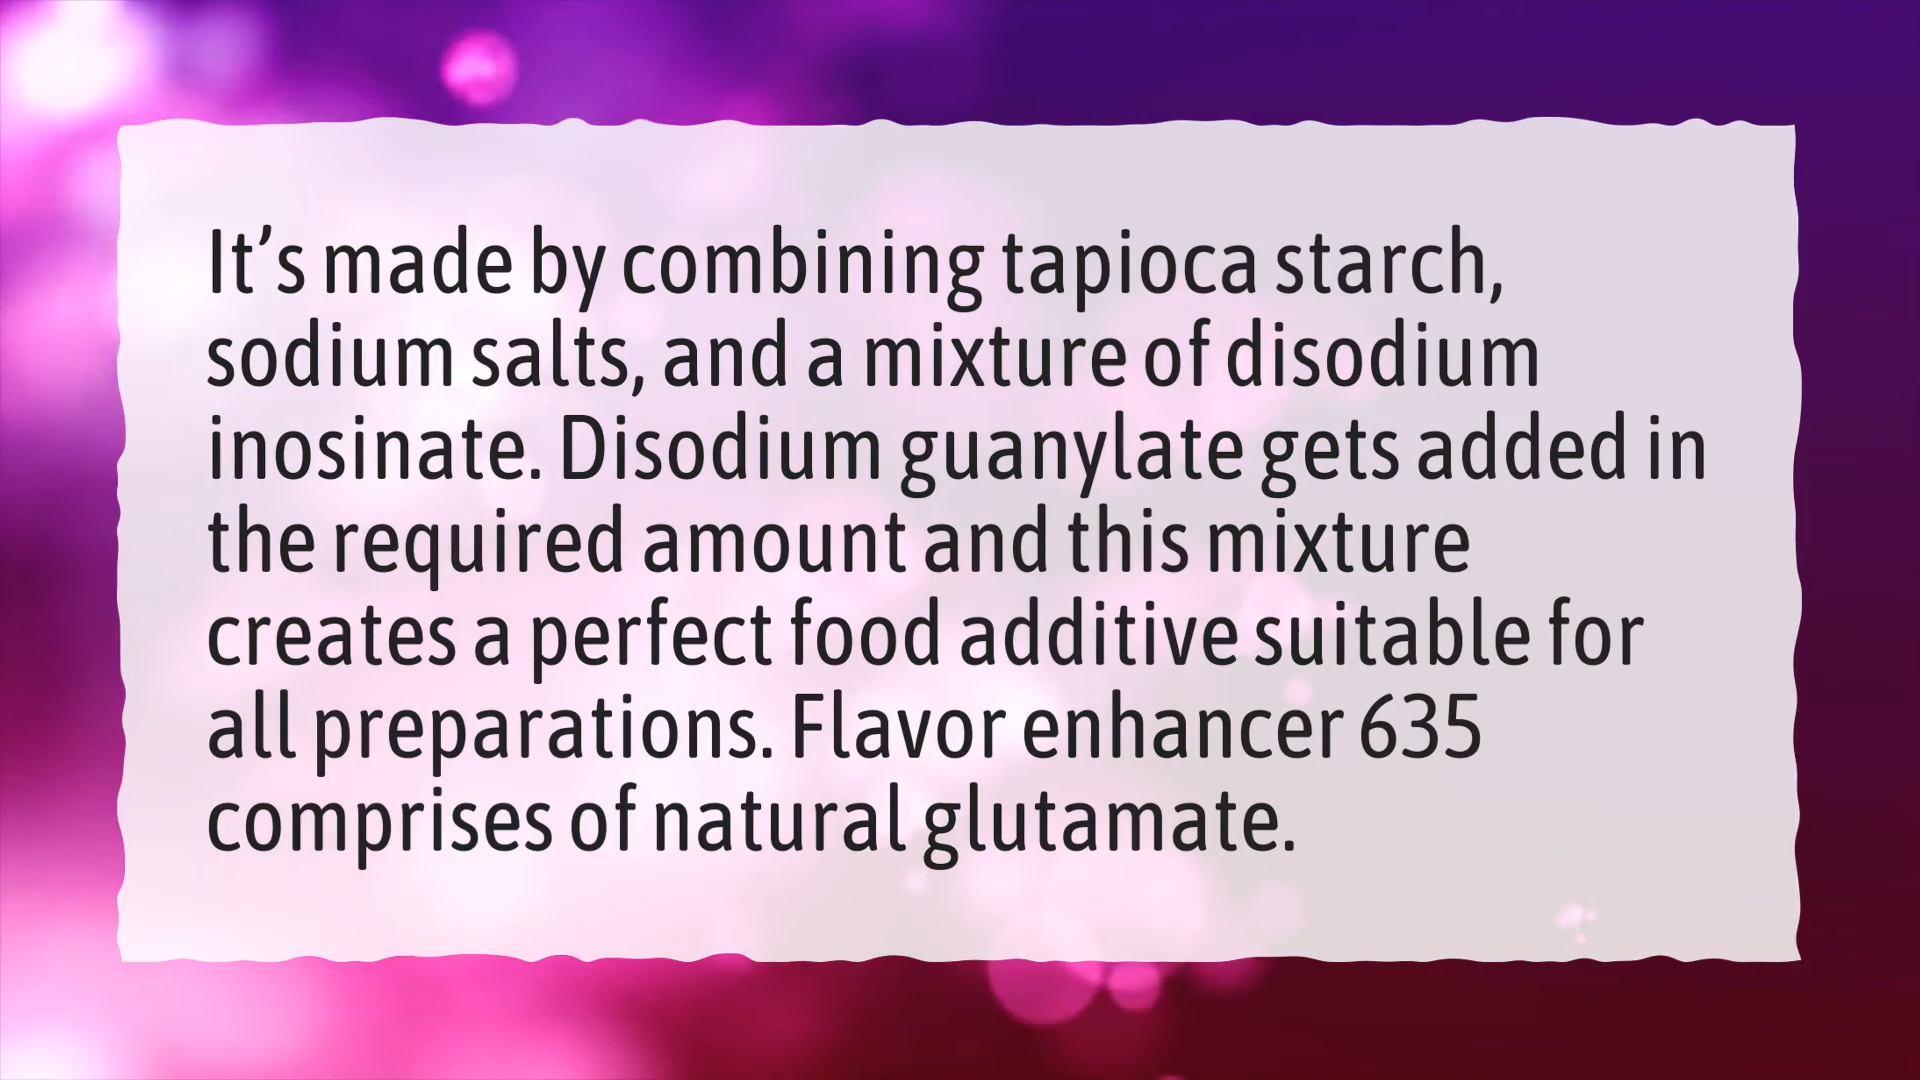 It’s made by combining tapioca starch,
sodium salts, and a mixture of disodium
inosinate. Disodium guanylate gets added in
the required amount and this mixture
creates a perfect food additive suitable for
all preparations. Flavor enhancer 635
comprises of natural glutamate.